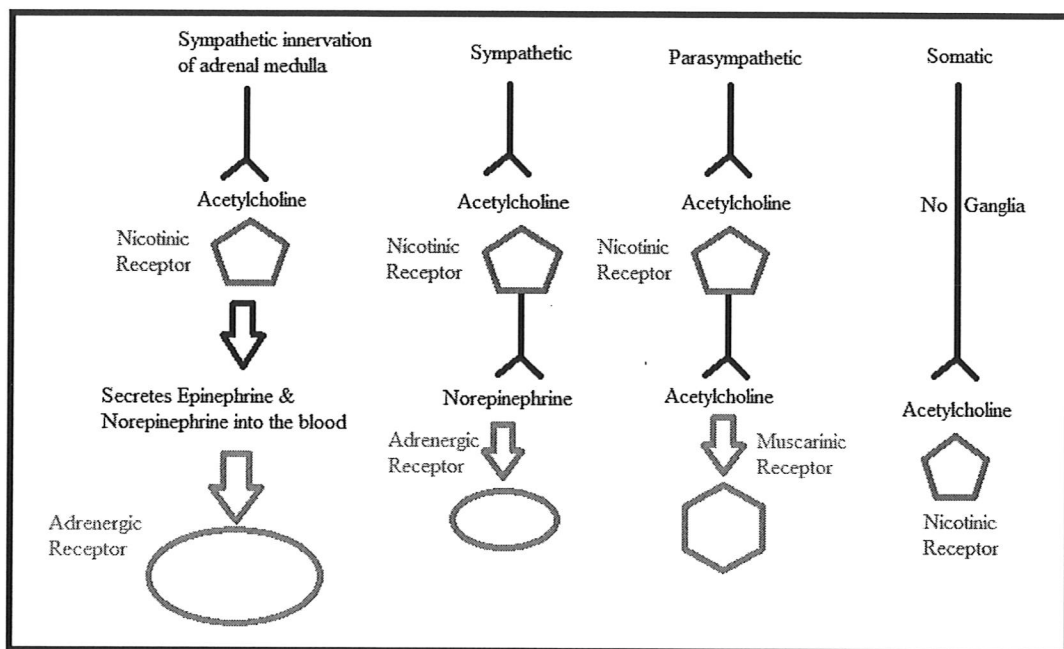 Sympathetic innervation
of adrenal medulla
Acetylcholine
Nicotinic
Receptor
Secretes Epinephrine &
Norepinephrine into the blood
Adrenergic
Receptor
Sympathetic
Acetylcholine
Nicotinic
Receptor
Norepinephrine
Adrenergic
Receptor
Parasympathetic
Acetylcholine
Nicotinic
Receptor
Acetylcholine
Muscarinic
Receptor
Somatic
No Ganglia
Acetylcholine
Nicotinic
Receptor